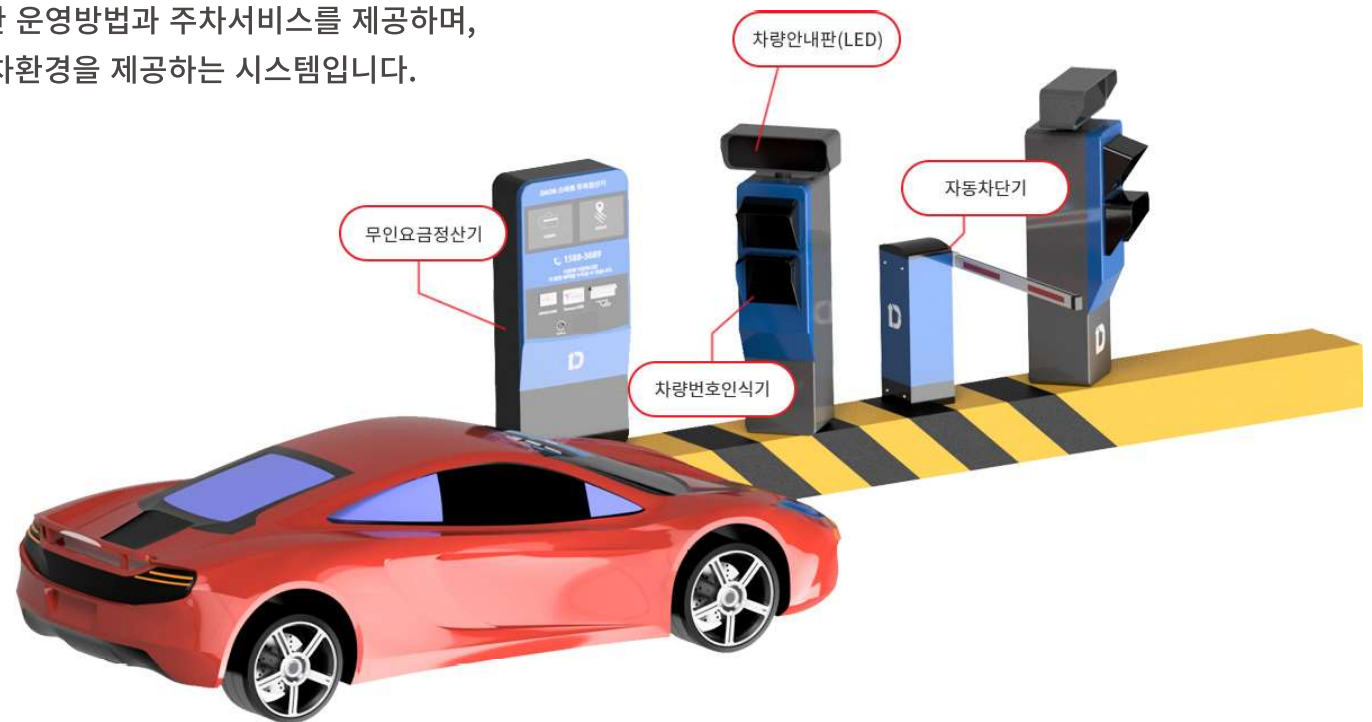 운영방법과 주차서비스를 제공하며,
차환경을 제공하는 시스템입니다.
차량안내판(LED)
자동차단기
무인요금정산기
1588-3689
D
D
D
차량번호인식기